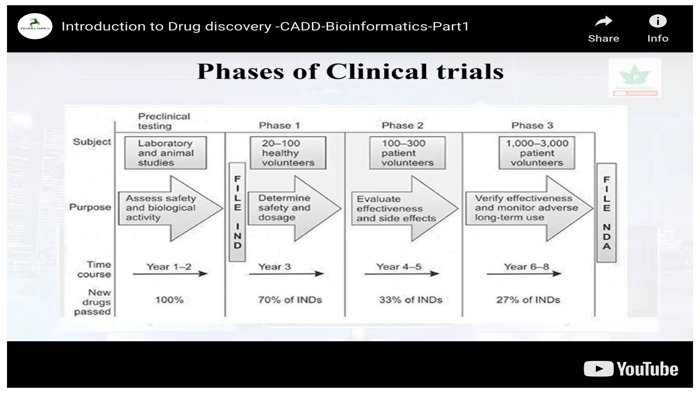 Introduction to Drug discovery -CADD-Bioinformatics-Part1
Share
Info
Phases of Clinical trials
Preclinical
testing
Phase 1
Phase 2
Phase 3
Subject
Laboratory
and animal
studies
20–100
healthy
volunteers
100–300
patient
volunteers
1,000–3,000
patient
volunteers
Purpose
Assess safety
and biological
activity
FILE IND
Determine
safety and
dosage
Evaluate
effectiveness
and side effects
Verify effectiveness
and monitor adverse
long-term use
FILE NDA
Time
course
Year 1–2
Year 3
Year 4–5
Year 6–8
New
drugs
passed
100%
70% of INDs
33% of INDs
27% of INDs
YouTube